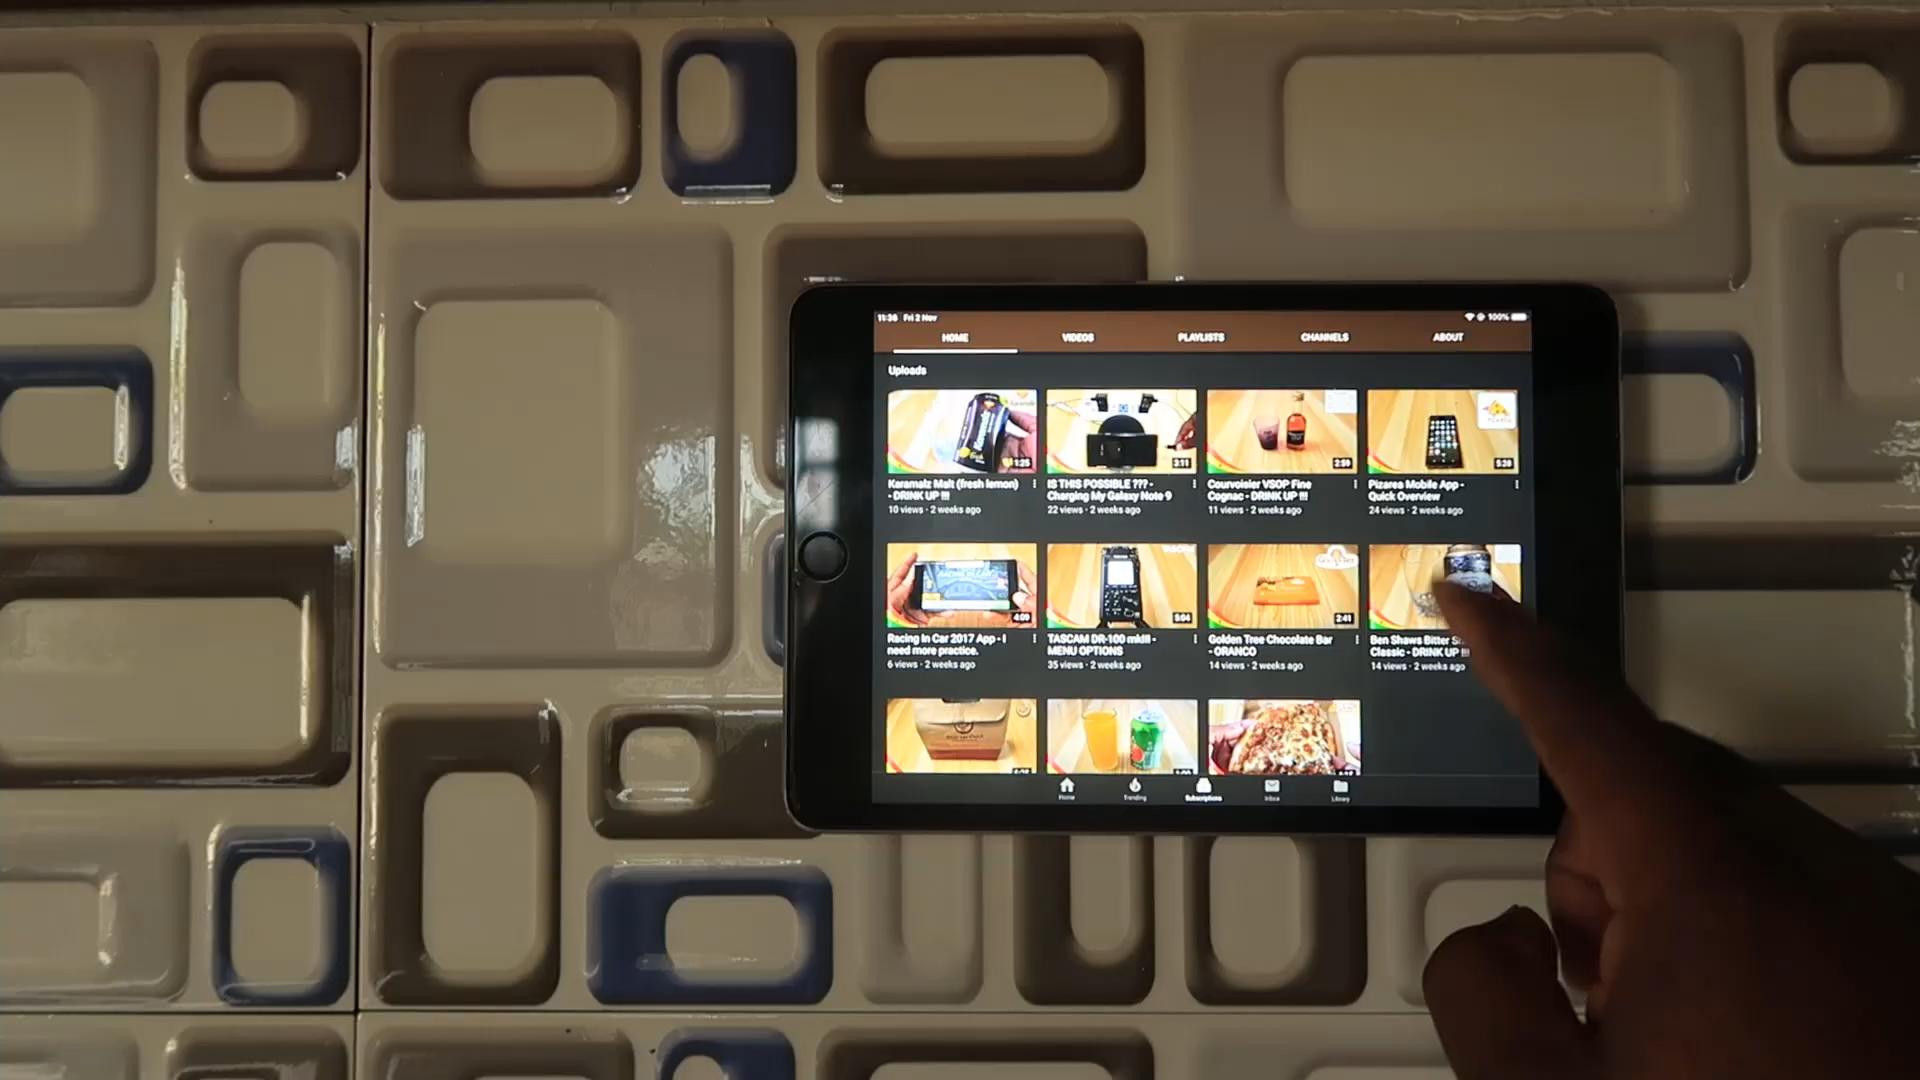 11:36 Fri 2 Nov
100%
HOME VIDEOS PLAYLISTS CHANNELS ABOUT
Uploads
1:25
3:11
2:59
5:28
Karamalz Malt (fresh lemon)
- DRINK UP !!!
10 views · 2 weeks ago
IS THIS POSSIBLE ??? -
Charging My Galaxy Note 9
22 views · 2 weeks ago
Courvoisier VSOP Fine
Cognac - DRINK UP !!!
11 views · 2 weeks ago
Pizarea Mobile App -
Quick Overview
24 views · 2 weeks ago
TASCAM
4:09
5:04
2:41
Racing In Car 2017 App - I
need more practice.
6 views · 2 weeks ago
TASCAM DR-100 mkIII -
MENU OPTIONS
35 views · 2 weeks ago
Golden Tree Chocolate Bar
- ORANCO
14 views · 2 weeks ago
Ben Shaws Bitter
Classic - DRINK UP !!!
14 views · 2 weeks ago
Home Trending Subscriptions Inbox Library